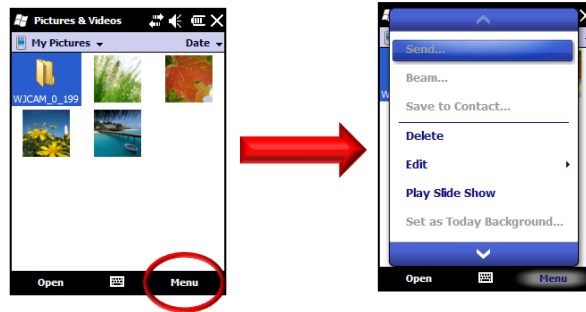 Pictures & Videos
My Pictures
Date
WJCAM_0_199
Open
Menu
Send...
Beam...
Save to Contact...
Delete
Edit
Play Slide Show
Set as Today Background...
Open
Menu